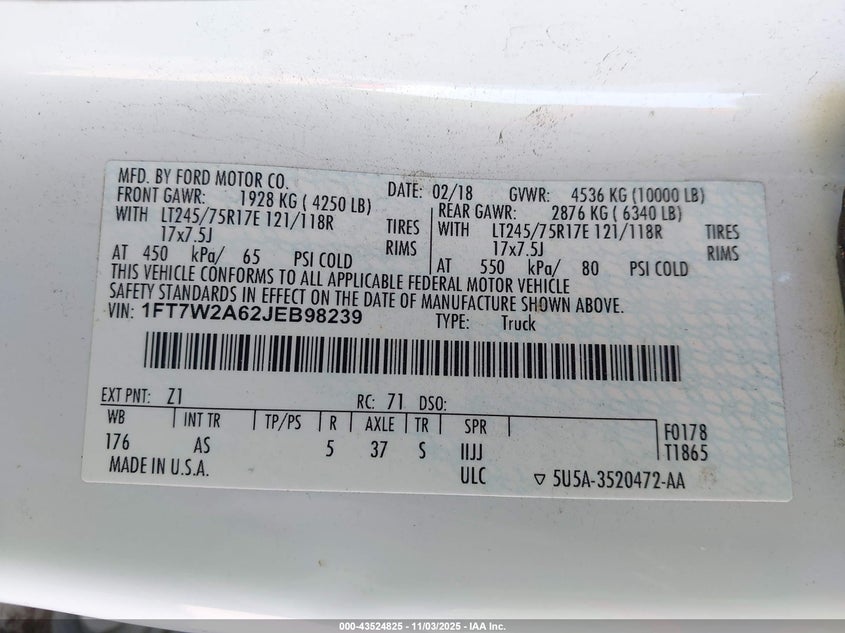 MFD. BY FORD MOTOR CO. DATE: 02/18 GVWR: 4536 KG (10000 LB)
FRONT GAWR: 1928 KG ( 4250 LB) REAR GAWR: 2876 KG ( 6340 LB)
WITH LT245/75R17E 121/118R TIRES WITH LT245/75R17E 121/118R TIRES
17x7.5J RIMS 17x7.5J RIMS
AT 450 kPa/ 65 PSI COLD AT 550 kPa/ 80 PSI COLD
THIS VEHICLE CONFORMS TO ALL APPLICABLE FEDERAL MOTOR VEHICLE
SAFETY STANDARDS IN EFFECT ON THE DATE OF MANUFACTURE SHOWN ABOVE.
VIN: 1FT7W2A62JEB98239 TYPE: Truck
EXT PNT: Z1 RC: 71 DSO:
WB INT TR TP/PS R AXLE TR SPR F0178
176 AS 5 37 S IIJJ T1865
MADE IN U.S.A. ULC ▽ 5U5A-3520472-AA
000-43524825 - 11/03/2025 - IAA Inc.